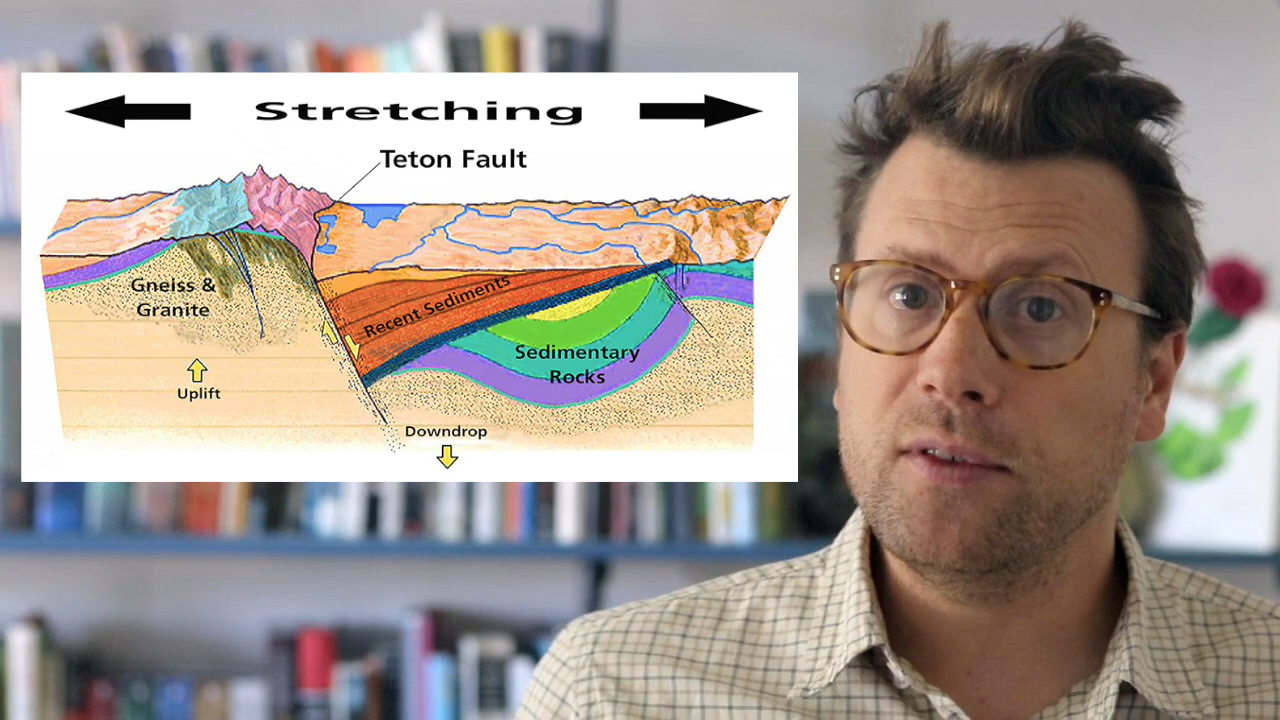 Stretching
Teton Fault
Gneiss &
Granite
Recent Sediments
Sedimentary
Rocks
Uplift
Downdrop